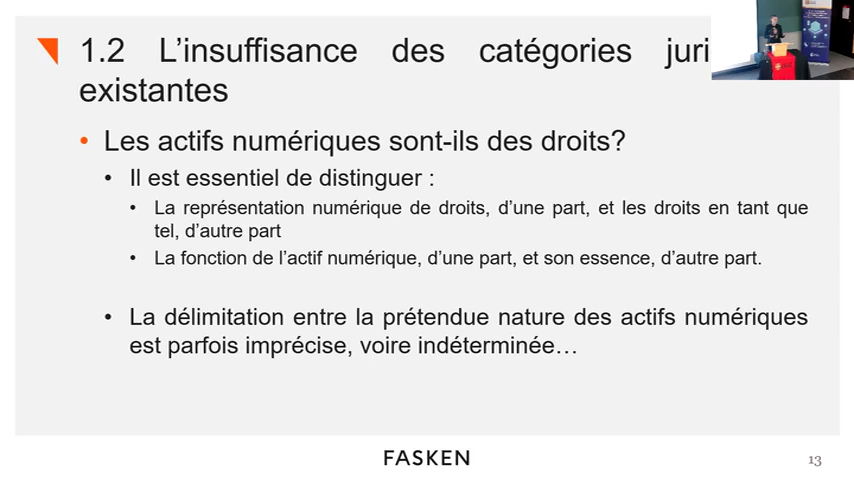 1.2 L’insuffisance des catégories
existantes
• Les actifs numériques sont-ils des droits?
• Il est essentiel de distinguer :
• La représentation numérique de droits, d’une part, et les droits en tant que
tel, d’autre part
• La fonction de l’actif numérique, d’une part, et son essence, d’autre part.
• La délimitation entre la prétendue nature des actifs numériques
est parfois imprécise, voire indéterminée…
FASKEN
13